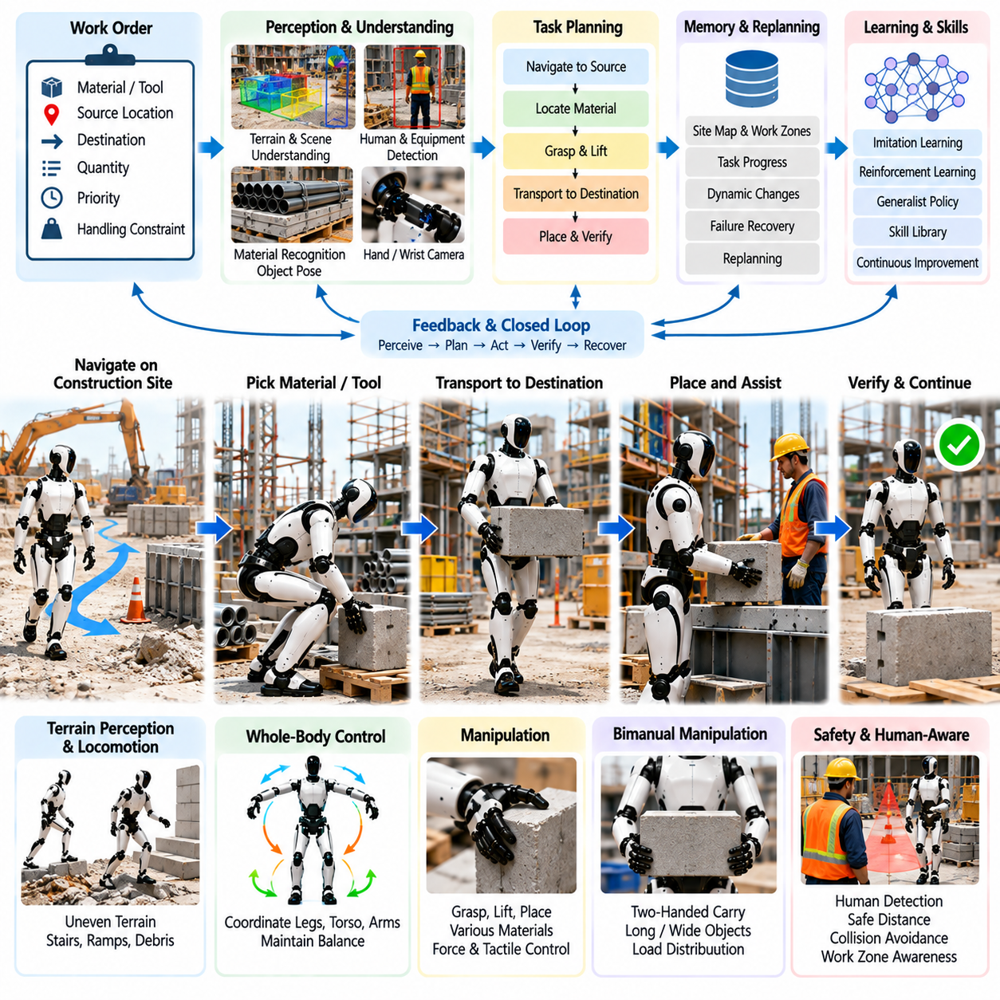 Work Order
Material / Tool
Source Location
Destination
Quantity
Priority
Handling Constraint
Perception & Understanding
Terrain & Scene
Understanding
Human & Equipment
Detection
Material Recognition
Object Pose
Hand / Wrist Camera
Task Planning
Navigate to Source
Locate Material
Grasp & Lift
Transport to Destination
Place & Verify
Memory & Replanning
Site Map & Work Zones
Task Progress
Dynamic Changes
Failure Recovery
Replanning
Learning & Skills
Imitation Learning
Reinforcement Learning
Generalist Policy
Skill Library
Continuous Improvement
Feedback & Closed Loop
Perceive → Plan → Act → Verify → Recover
Navigate on
Construction Site
Pick Material / Tool
Transport to Destination
Place and Assist
Verify & Continue
Terrain Perception
& Locomotion
Uneven Terrain
Stairs, Ramps, Debris
Whole-Body Control
Coordinate Legs, Torso, Arms
Maintain Balance
Manipulation
Grasp, Lift, Place
Various Materials
Force & Tactile Control
Bimanual Manipulation
Two-Handed Carry
Long / Wide Objects
Load Distribuution
Safety & Human-Aware
Human Detection
Safe Distance
Collision Avoidance
Work Zone Awareness